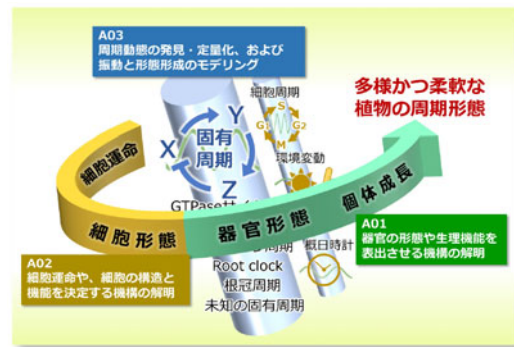 A03
周期動態の発見・定量化、および
振動と形態形成のモデリング
多様かつ柔軟な
植物の周期形態
細胞周期
S
G1
G2
M
環境変動
X
Y
Z
固有
周期
細胞運命
細胞形態
器官形態
個体成長
GTPase
A01
器官の形態や生理機能を
表出させる機構の解明
概日時計
周期
A02
細胞運命や、細胞の構造と
機能を決定する機構の解明
Root clock
根冠周期
未知の固有周期